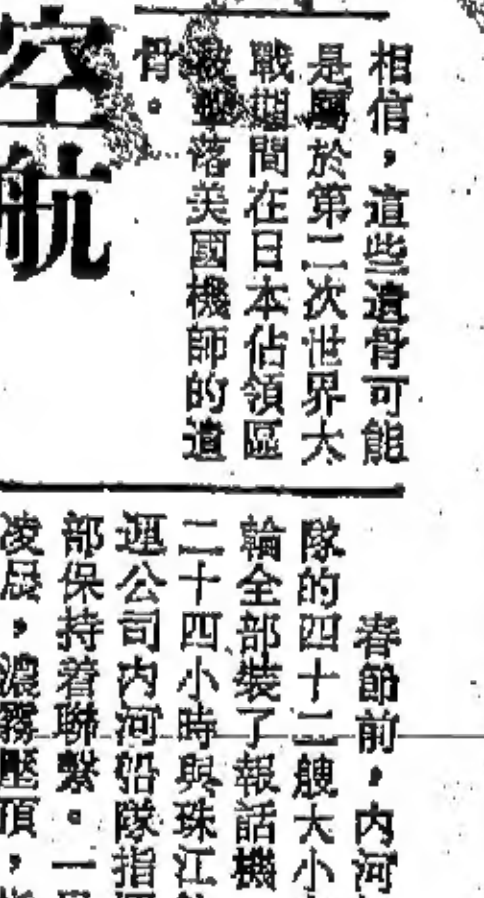 相信，這些遺骨可能
是屬於第二次世界大
戰期間在日本佔領區
被擊落美國機師的遺
骨。
空航
春節前，內河
隊的四十二艘大小
輪全部裝了報話機
二十四小時與珠江
運公司內河船隊指
部保持着聯繫。一
凌晨，濃霧壓頂，